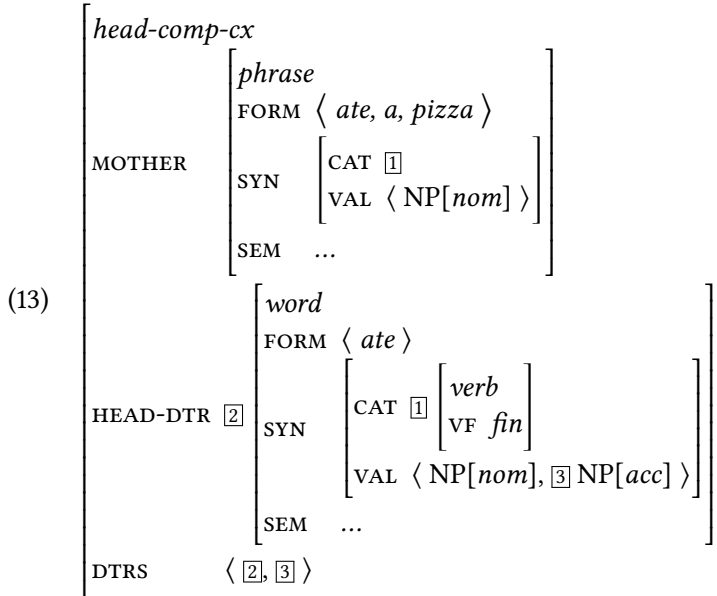 head-comp-cx
phrase
FORM ⟨ ate, a, pizza ⟩
MOTHER SYN CAT 1
VAL ⟨ NP[nom] ⟩
SEM ...
(13)
word
FORM ⟨ ate ⟩
HEAD-DTR 2 SYN CAT 1 verb
VF fin
VAL ⟨ NP[nom], 3 NP[acc] ⟩
SEM ...
DTRS ⟨ 2, 3 ⟩